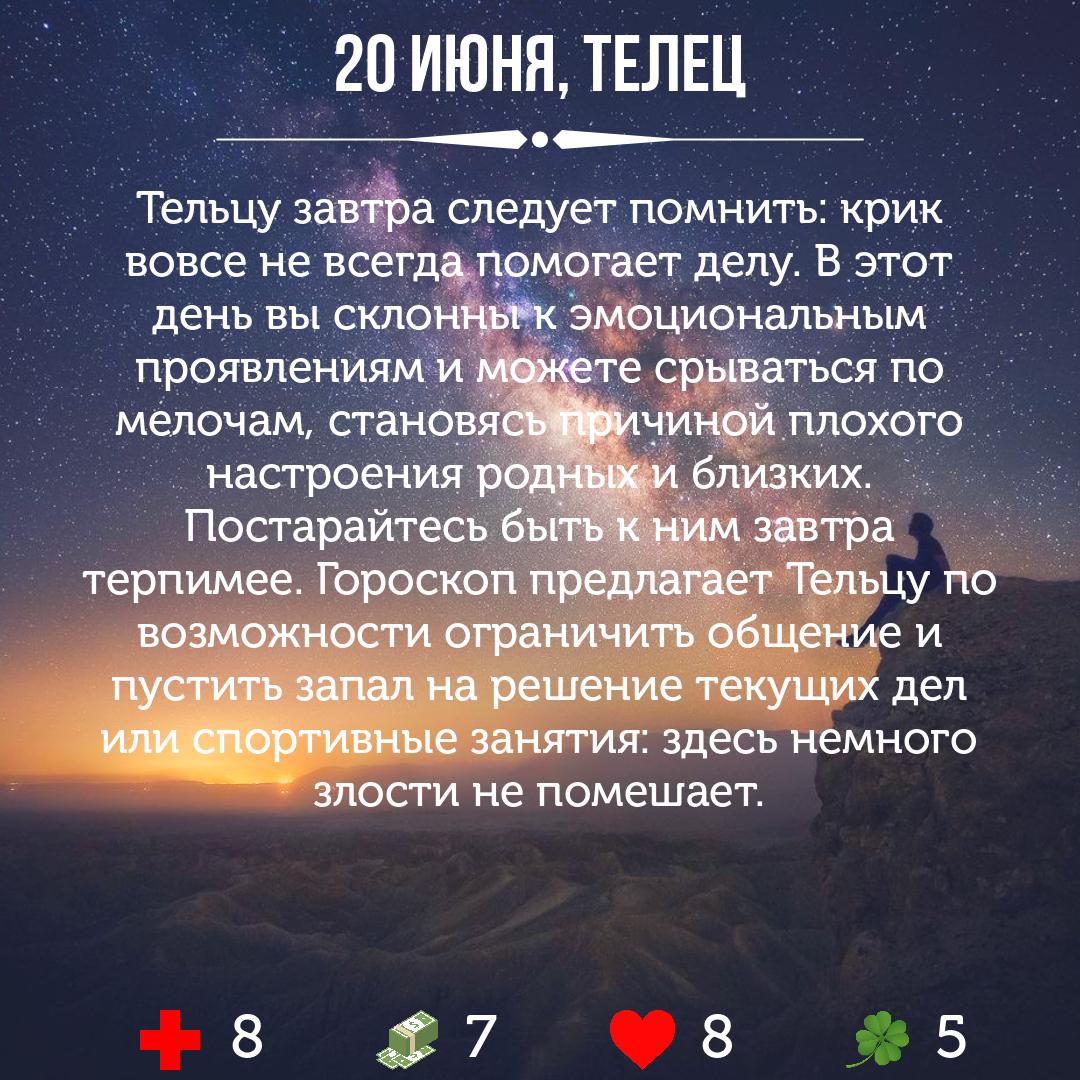 20 ИЮНЯ, ТЕЛЕЦ
Тельцу завтра следует помнить: крик
вовсе не всегда помогает делу. В этот
день вы склонны к эмоциональным
проявлениям и можете срываться по
мелочам, становясь причиной плохого
настроения родных и близких.
Постарайтесь быть к ним завтра
терпимее. Гороскоп предлагает Тельцу по
возможности ограничить общение и
пустить запал на решение текущих дел
или спортивные занятия: здесь немного
злости не помешает.
8 7 8 5